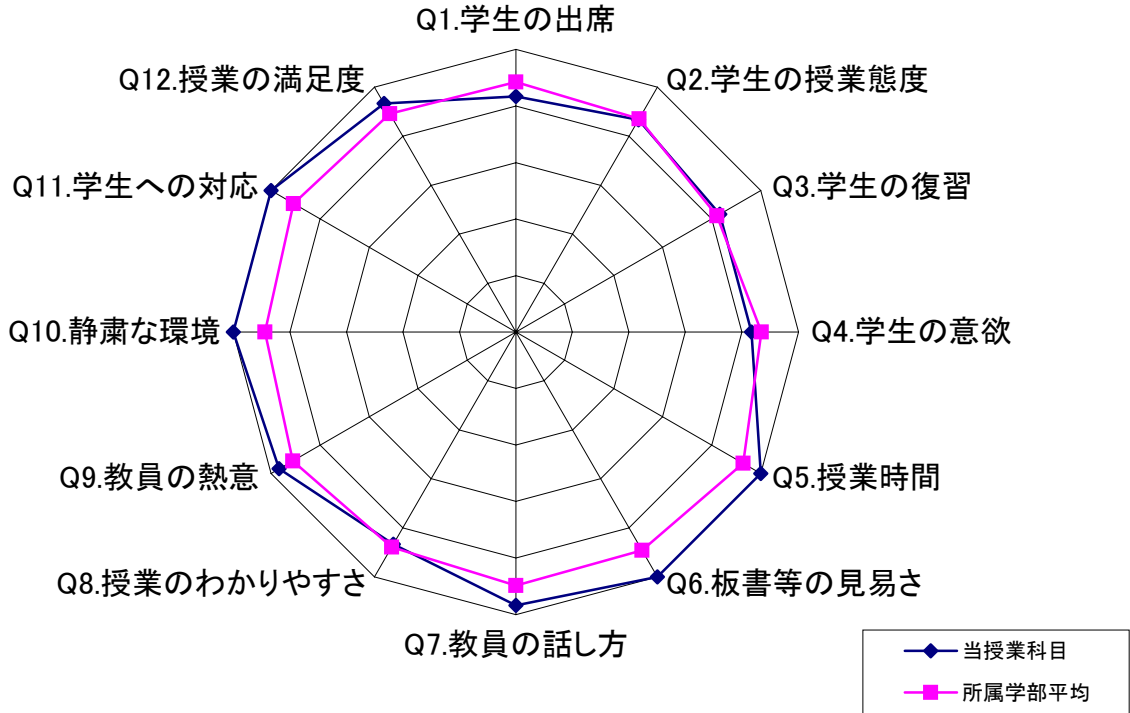 Q1.学生の出席
Q2.学生の授業態度
Q3.学生の復習
Q4.学生の意欲
Q5.授業時間
Q6.板書等の見易さ
Q7.教員の話し方
Q8.授業のわかりやすさ
Q9.教員の熱意
Q10.静粛な環境
Q11.学生への対応
Q12.授業の満足度
当授業科目
所属学部平均